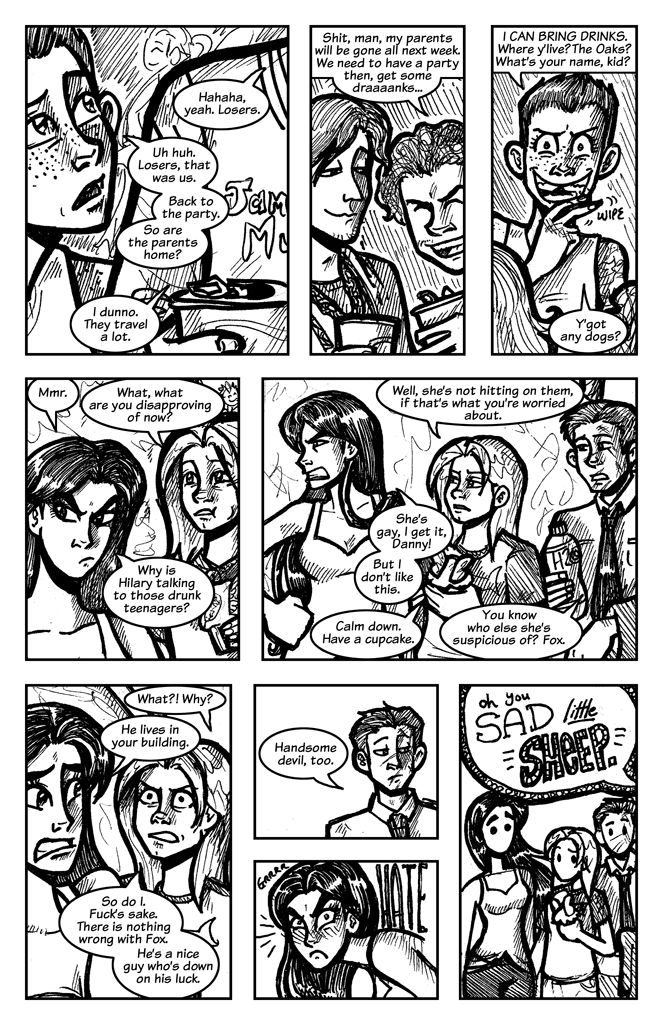 Hahaha,
yeah. Losers.
Uh huh.
Losers, that
was us.
Back to
the party.
So are
the parents
home?
I dunno.
They travel
a lot.
Shit, man, my parents
will be gone all next week.
We need to have a party
then, get some
draaaanks...
I CAN BRING DRINKS.
Where y'live? The Oaks?
What's your name, kid?
WIPE
Y'got
any dogs?
Mmr.
What, what
are you disapproving
of now?
Why is
Hilary talking
to those drunk
teenagers?
Well, she's not hitting on them,
if that's what you're worried
about.
She's
gay, I get it,
Danny!
But I
don't like
this.
Calm down.
Have a cupcake.
You know
who else she's
suspicious of? Fox.
What?! Why?
He lives in
your building.
So do I.
Fuck's sake.
There is nothing
wrong with Fox.
He's a nice
guy who's down
on his luck.
Handsome
devil, too.
GRRRR
HATE
oh you
SAD little
SHEEP.